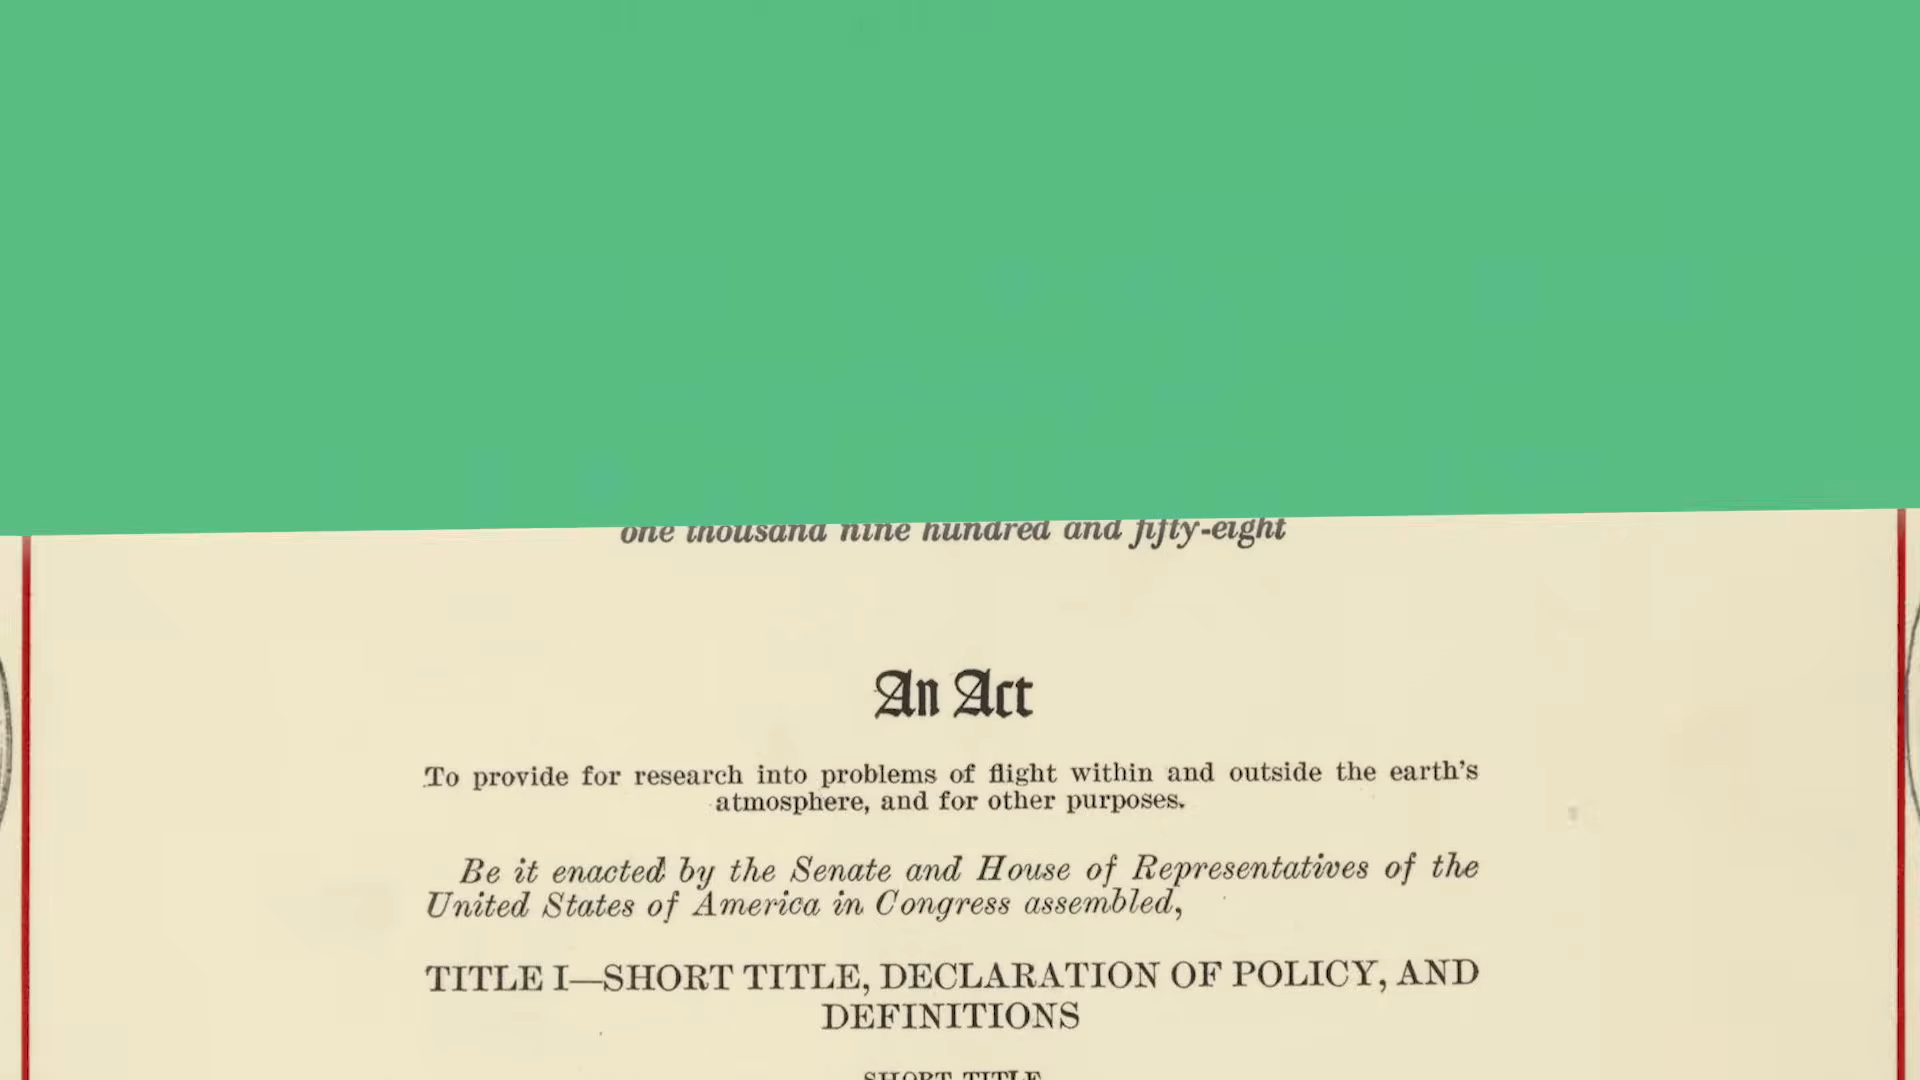 one thousand nine hundred and fifty-eight
An Act
To provide for research into problems of flight within and outside the earth's
atmosphere, and for other purposes.
Be it enacted by the Senate and House of Representatives of the
United States of America in Congress assembled,
TITLE I—SHORT TITLE, DECLARATION OF POLICY, AND
DEFINITIONS
SHORT TITLE